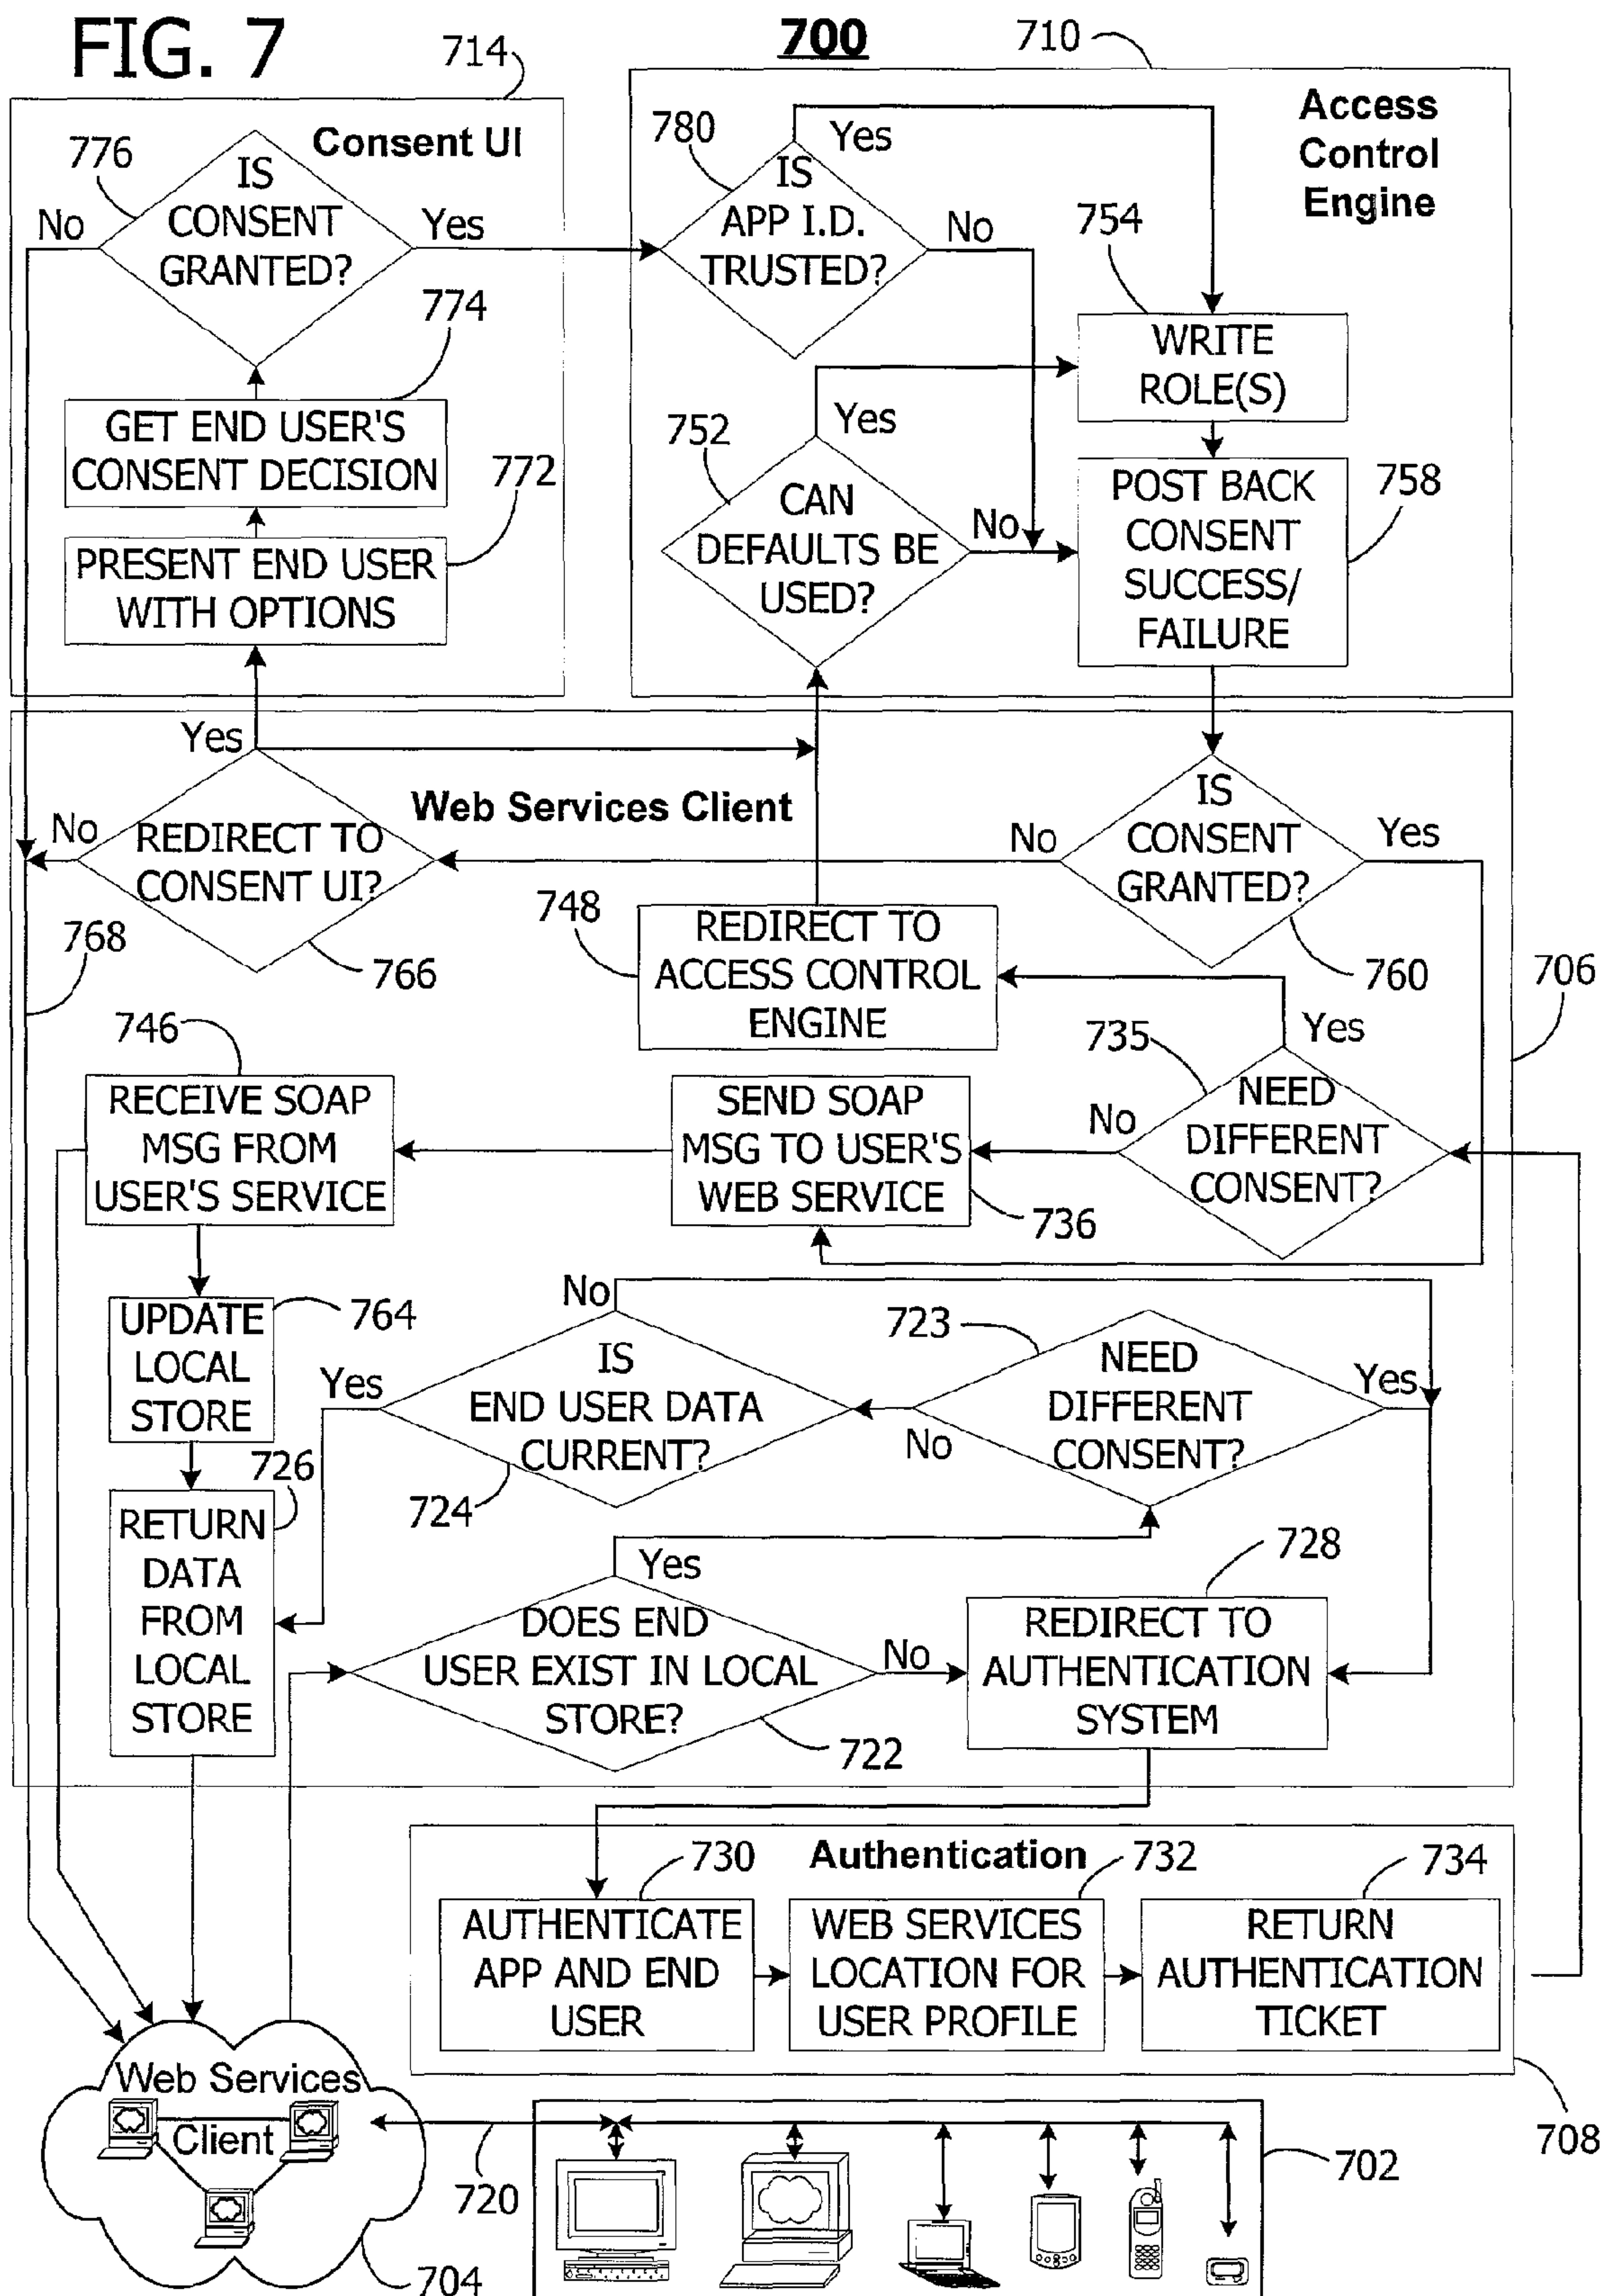 FIG. 7
714
700
710
Consent UI
776
IS
CONSENT
GRANTED?
No
Yes
774
GET END USER'S
CONSENT DECISION
772
PRESENT END USER
WITH OPTIONS
Access
Control
Engine
780
IS
APP I.D.
TRUSTED?
Yes
No
754
WRITE
ROLE(S)
752
Yes
CAN
DEFAULTS BE
USED?
No
POST BACK
CONSENT
SUCCESS/
FAILURE
758
Yes
Web Services Client
No
REDIRECT TO
CONSENT UI?
766
768
No
IS
CONSENT
GRANTED?
Yes
760
706
748
REDIRECT TO
ACCESS CONTROL
ENGINE
735
Yes
NEED
DIFFERENT
CONSENT?
No
746
RECEIVE SOAP
MSG FROM
USER'S SERVICE
SEND SOAP
MSG TO USER'S
WEB SERVICE
736
UPDATE
LOCAL
STORE
764
No
IS
END USER DATA
CURRENT?
Yes
724
723
NEED
DIFFERENT
CONSENT?
Yes
No
726
RETURN
DATA
FROM
LOCAL
STORE
Yes
DOES END
USER EXIST IN LOCAL
STORE?
No
722
728
REDIRECT TO
AUTHENTICATION
SYSTEM
730
Authentication
732
734
AUTHENTICATE
APP AND END
USER
WEB SERVICES
LOCATION FOR
USER PROFILE
RETURN
AUTHENTICATION
TICKET
708
Web Services
Client
720
702
704